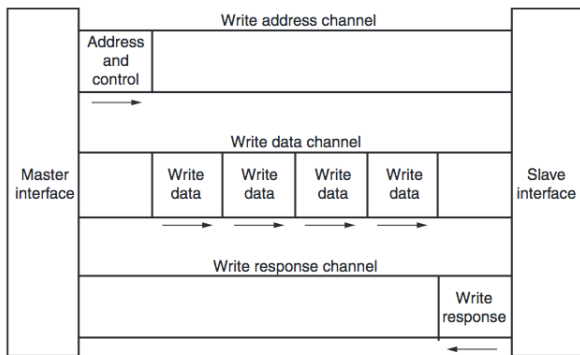 Write address channel
Address
and
control
Write data channel
Master
interface
Write
data
Write
data
Write
data
Write
data
Slave
interface
Write response channel
Write
response